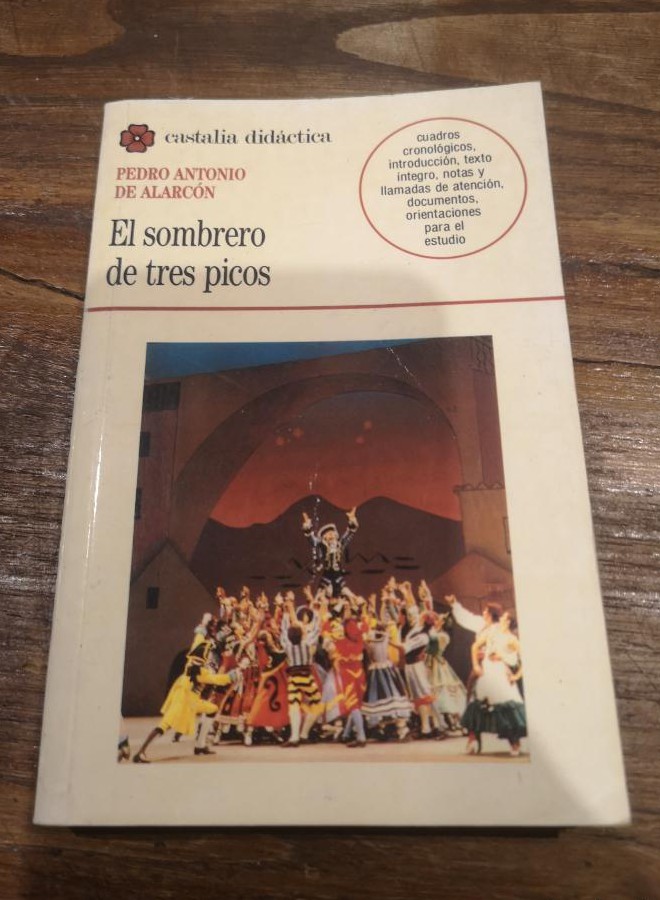 castalia didáctica
PEDRO ANTONIO
DE ALARCÓN
El sombrero
de tres picos
cuadros
cronológicos,
introducción, texto
íntegro, notas y
llamadas de atención,
documentos,
orientaciones
para el
estudio